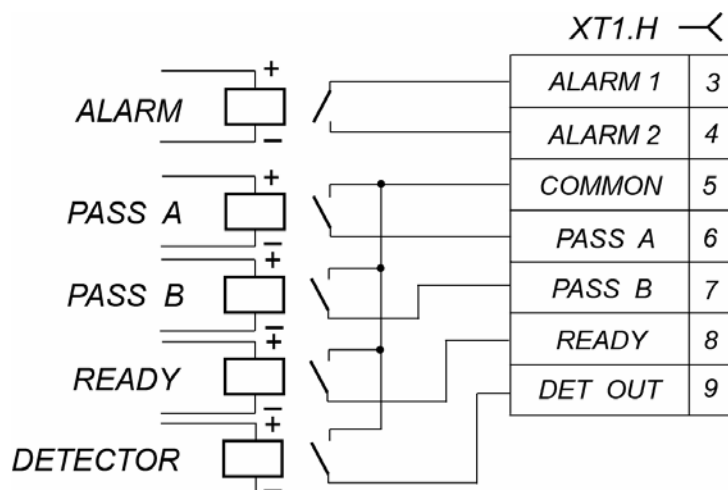 XT1.H
ALARM 1 3
ALARM + − ALARM 2 4
COMMON 5
PASS A + − PASS A 6
PASS B + − PASS B 7
READY + − READY 8
DET OUT 9
DETECTOR + −